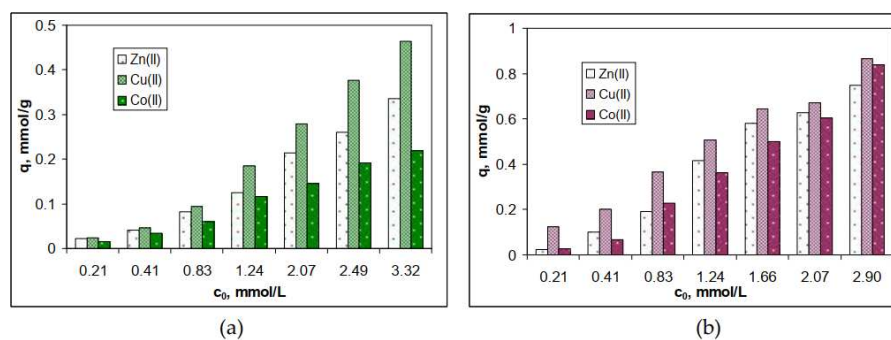 0.5
0.4
0.3
0.2
0.1
0
q, mmol/g
Zn(II)
Cu(II)
Co(II)
0.21 0.41 0.83 1.24 2.07 2.49 3.32
c₀, mmol/L
(a)
1
0.8
0.6
0.4
0.2
0
q, mmol/g
Zn(II)
Cu(II)
Co(II)
0.21 0.41 0.83 1.24 1.66 2.07 2.90
c₀, mmol/L
(b)